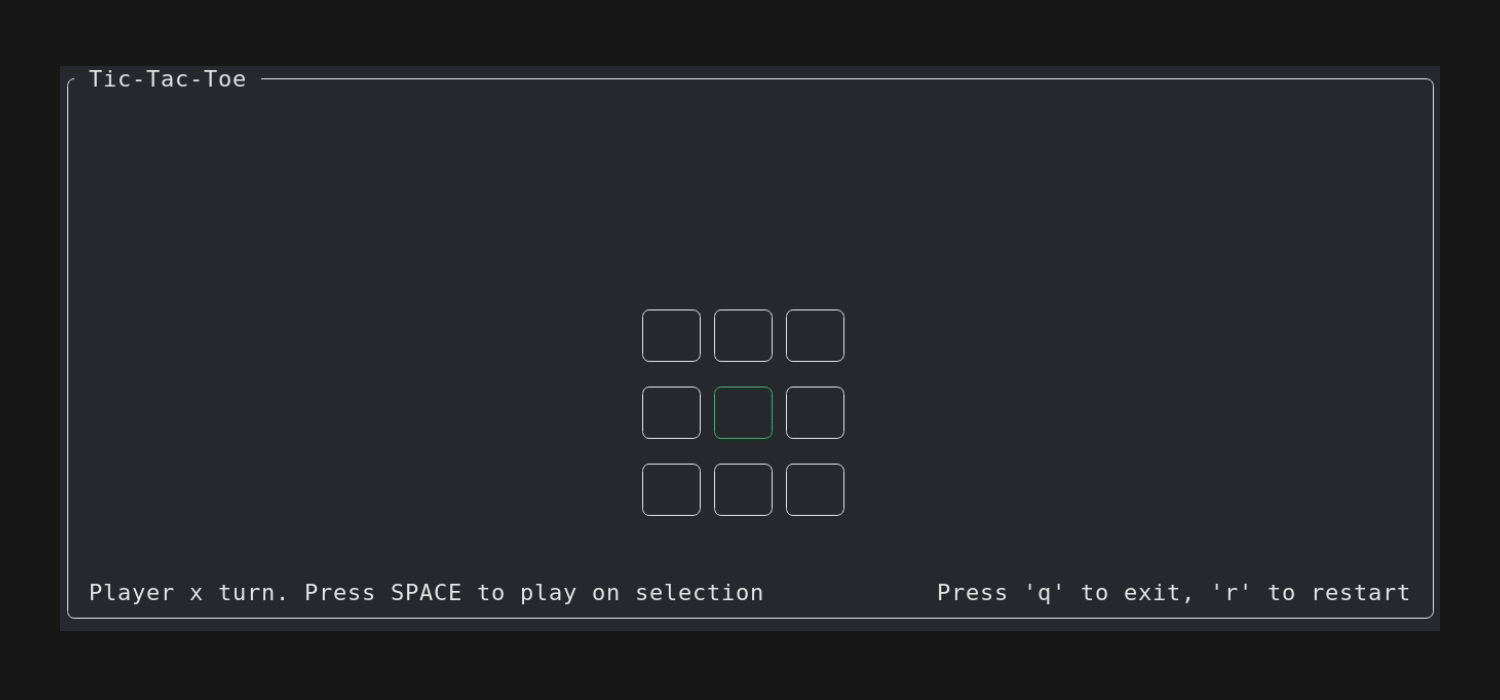 Tic-Tac-Toe
Player x turn. Press SPACE to play on selection
Press 'q' to exit, 'r' to restart